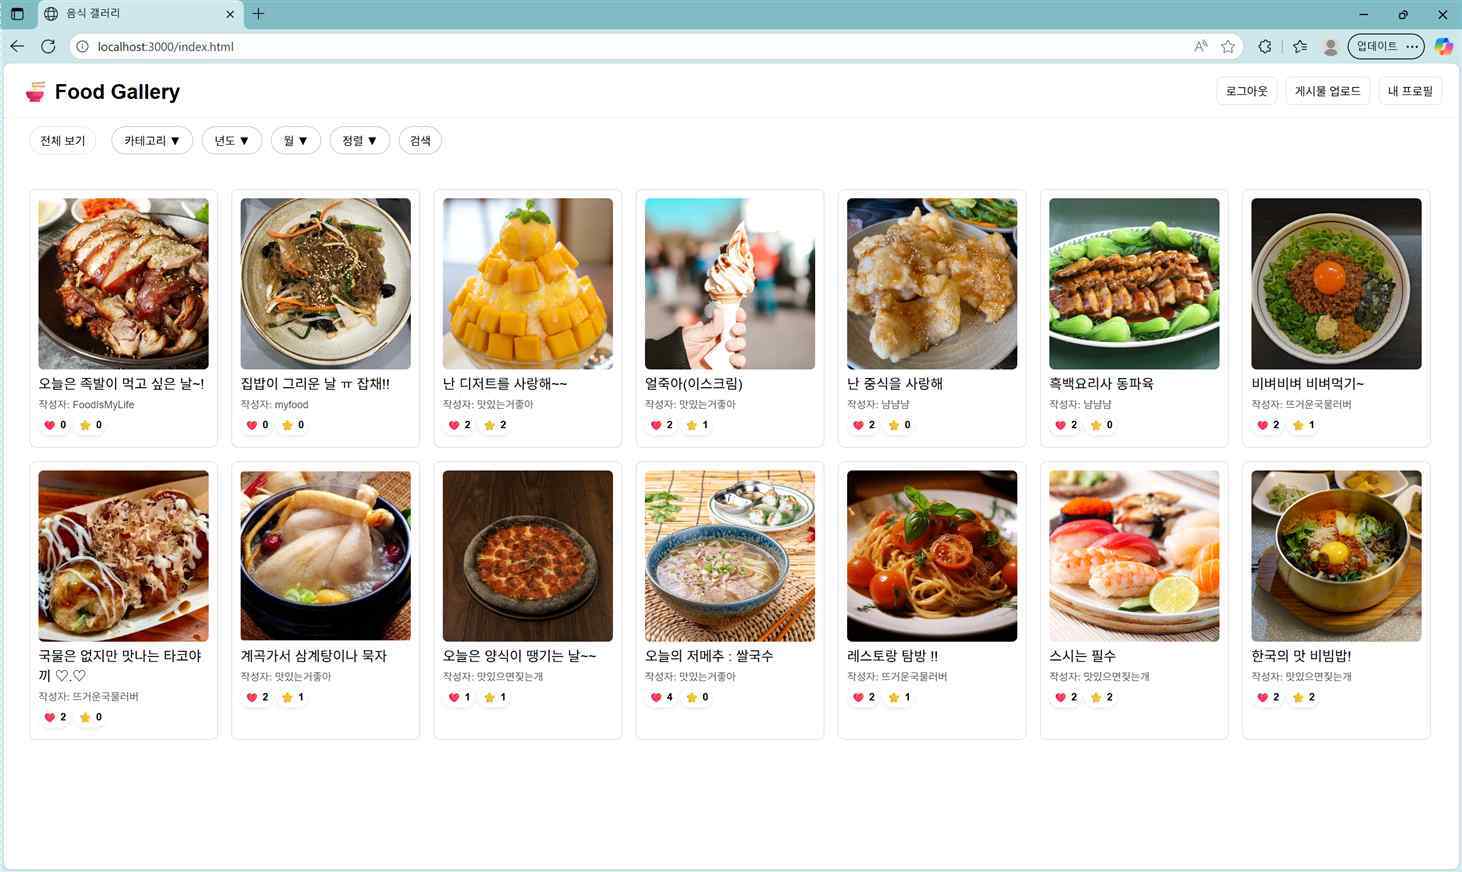 음식 갤러리
localhost:3000/index.html
업데이트
Food Gallery
로그아웃
게시물 업로드
내 프로필
전체 보기
카테고리 ▼
년도 ▼
월 ▼
정렬 ▼
검색
오늘은 족발이 먹고 싶은 날~!
작성자: FoodIsMyLife
0 0
집밥이 그리운 날 ㅠ 잡채!!
작성자: myfood
0 0
난 디저트를 사랑해~~
작성자: 맛있는거좋아
2 2
얼죽아(이스크림)
작성자: 맛있는거좋아
2 1
난 중식을 사랑해
작성자: 냠냠냠
2 0
흑백요리사 동파육
작성자: 냠냠냠
2 0
비벼비벼 비벼먹기~
작성자: 뜨거운국물러버
2 1
국물은 없지만 맛나는 타코야
끼 ♡.♡
작성자: 뜨거운국물러버
2 0
계곡가서 삼계탕이나 묵자
작성자: 맛있는거좋아
2 1
오늘은 양식이 땡기는 날~~
작성자: 맛있으면짖는개
1 1
오늘의 저메추 : 쌀국수
작성자: 맛있는거좋아
4 0
레스토랑 탐방 !!
작성자: 뜨거운국물러버
2 1
스시는 필수
작성자: 맛있으면짖는개
2 2
한국의 맛 비빔밥!
작성자: 맛있으면짖는개
2 2